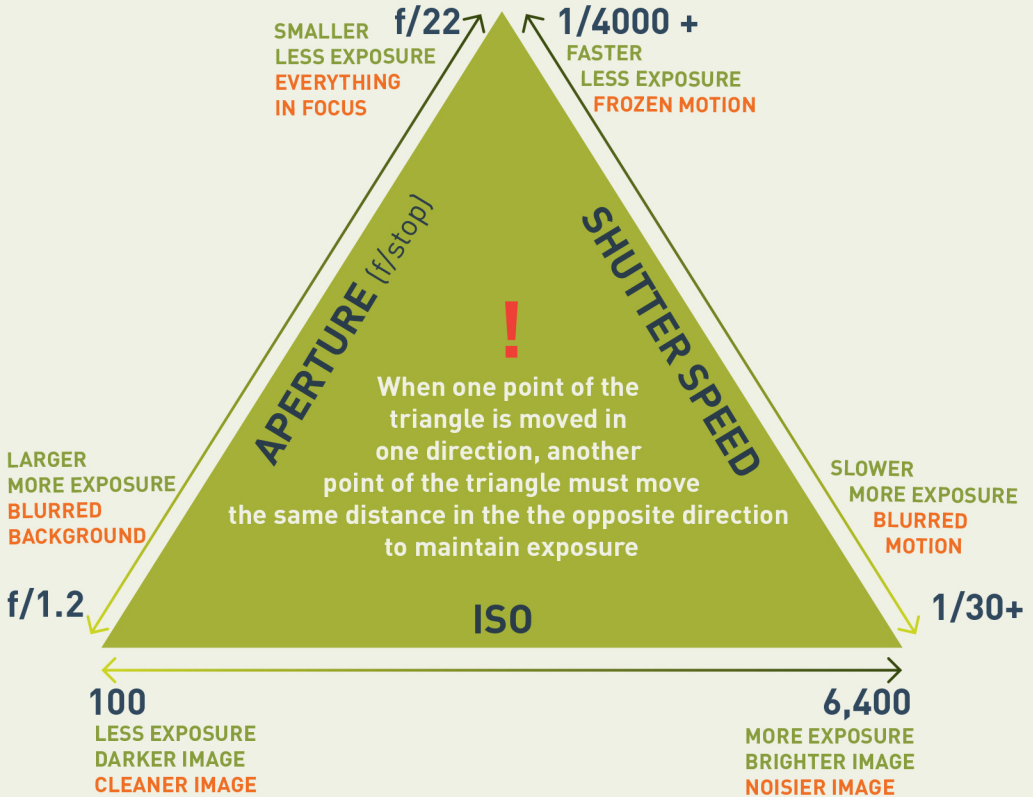 f/22
SMALLER
LESS EXPOSURE
EVERYTHING
IN FOCUS
1/4000 +
FASTER
LESS EXPOSURE
FROZEN MOTION
APERTURE (f/stop)
SHUTTER SPEED
!
When one point of the
triangle is moved in
one direction, another
point of the triangle must move
the same distance in the the opposite direction
to maintain exposure
LARGER
MORE EXPOSURE
BLURRED
BACKGROUND
f/1.2
SLOWER
MORE EXPOSURE
BLURRED
MOTION
1/30+
ISO
100
LESS EXPOSURE
DARKER IMAGE
CLEANER IMAGE
6,400
MORE EXPOSURE
BRIGHTER IMAGE
NOISIER IMAGE